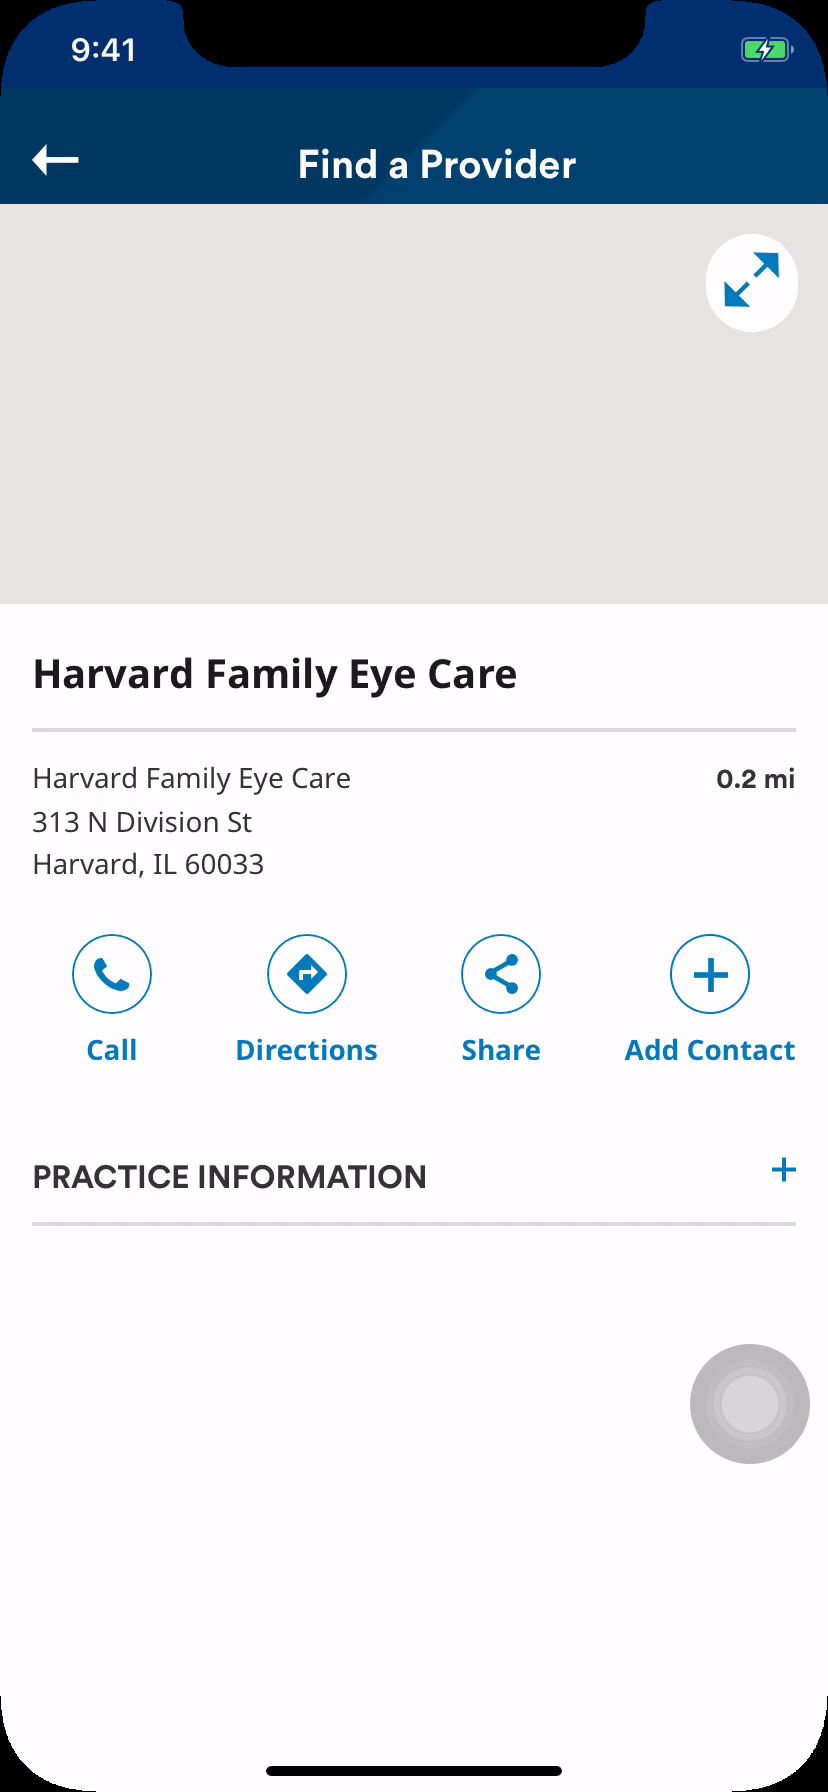 9:41
Find a Provider
Harvard Family Eye Care
Harvard Family Eye Care
0.2 mi
313 N Division St
Harvard, IL 60033
Call
Directions
Share
Add Contact
PRACTICE INFORMATION